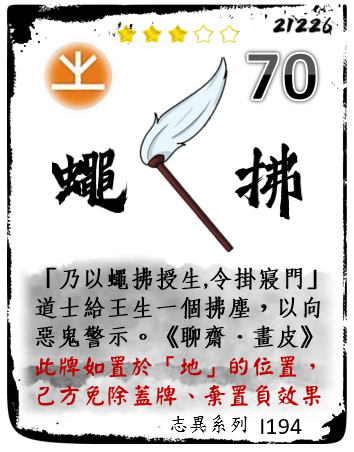 21226
70
蠅拂
「乃以蠅拂授生,令掛寢門」
道士給王生一個拂塵，以向
惡鬼警示。《聊齋‧畫皮》
此牌如置於「地」的位置，
己方免除蓋牌、棄置負效果
志異系列 I194